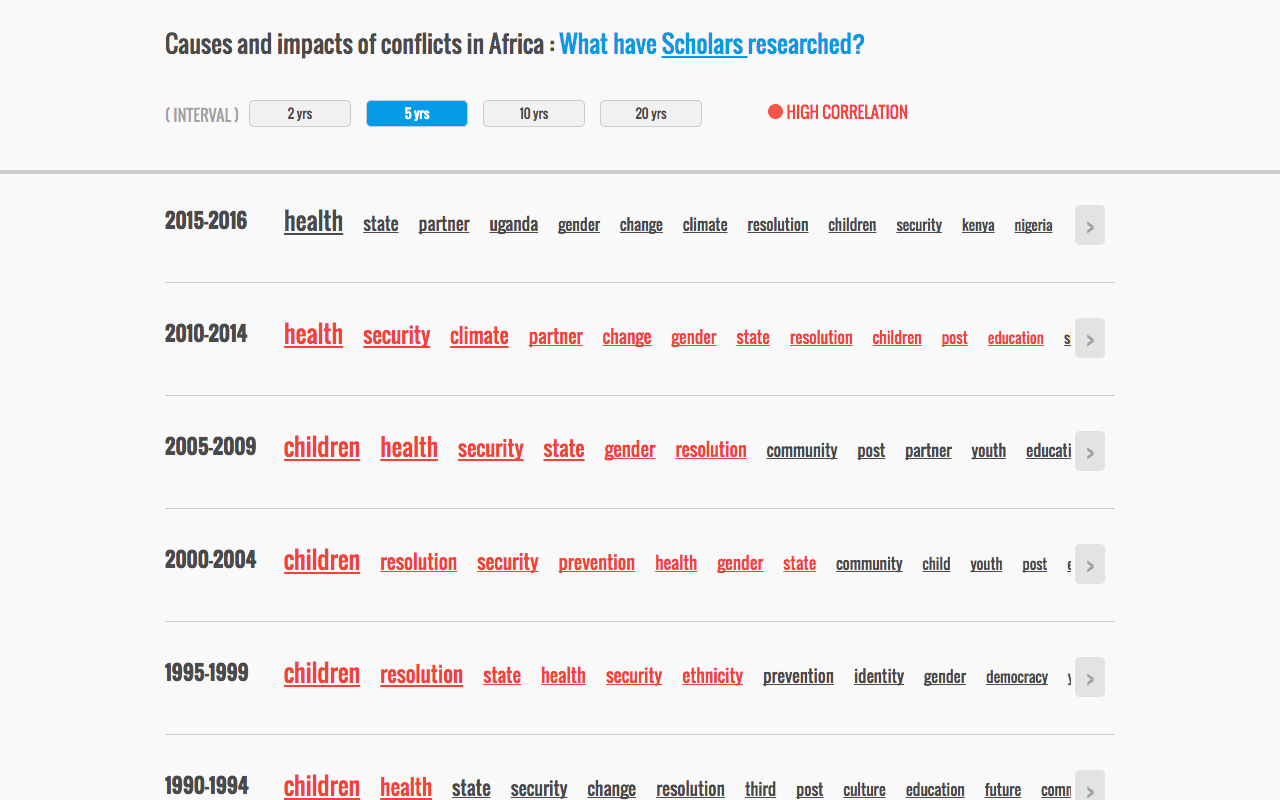 Causes and impacts of conflicts in Africa : What have Scholars researched?
( INTERVAL ) 2 yrs 5 yrs 10 yrs 20 yrs HIGH CORRELATION
2015-2016 health state partner uganda gender change climate resolution children security kenya nigeria >
2010-2014 health security climate partner change gender state resolution children post education s >
2005-2009 children health security state gender resolution community post partner youth educati >
2000-2004 children resolution security prevention health gender state community child youth post >
1995-1999 children resolution state health security ethnicity prevention identity gender democracy >
1990-1994 children health state security change resolution third post culture education future comm >